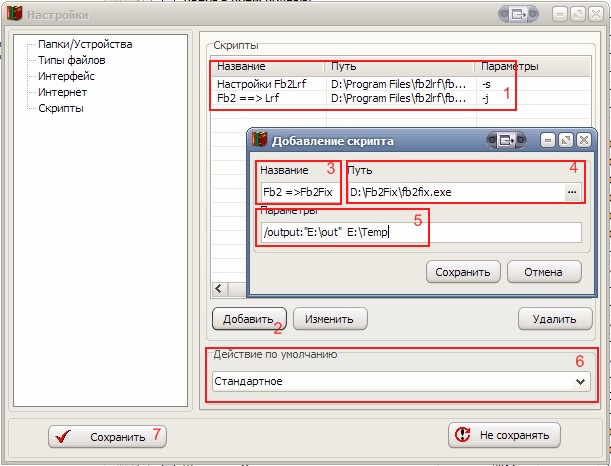 Настройки
Папки/Устройства
Типы файлов
Интерфейс
Интернет
Скрипты
Скрипты
Название Путь Параметры
Настройки Fb2Lrf D:\Program Files\fb2lrf\fb... -s
Fb2 ==> Lrf D:\Program Files\fb2lrf\fb... -j
1
Добавление скрипта
Название 3 Путь 4
Fb2 =>Fb2Fix D:\Fb2Fix\fb2fix.exe ...
Параметры 5
/output:"E:\out" E:\Temp
Сохранить Отмена
Добавить 2 Изменить Удалить
Действие по умолчанию 6
Стандартное
Сохранить 7 Не сохранять